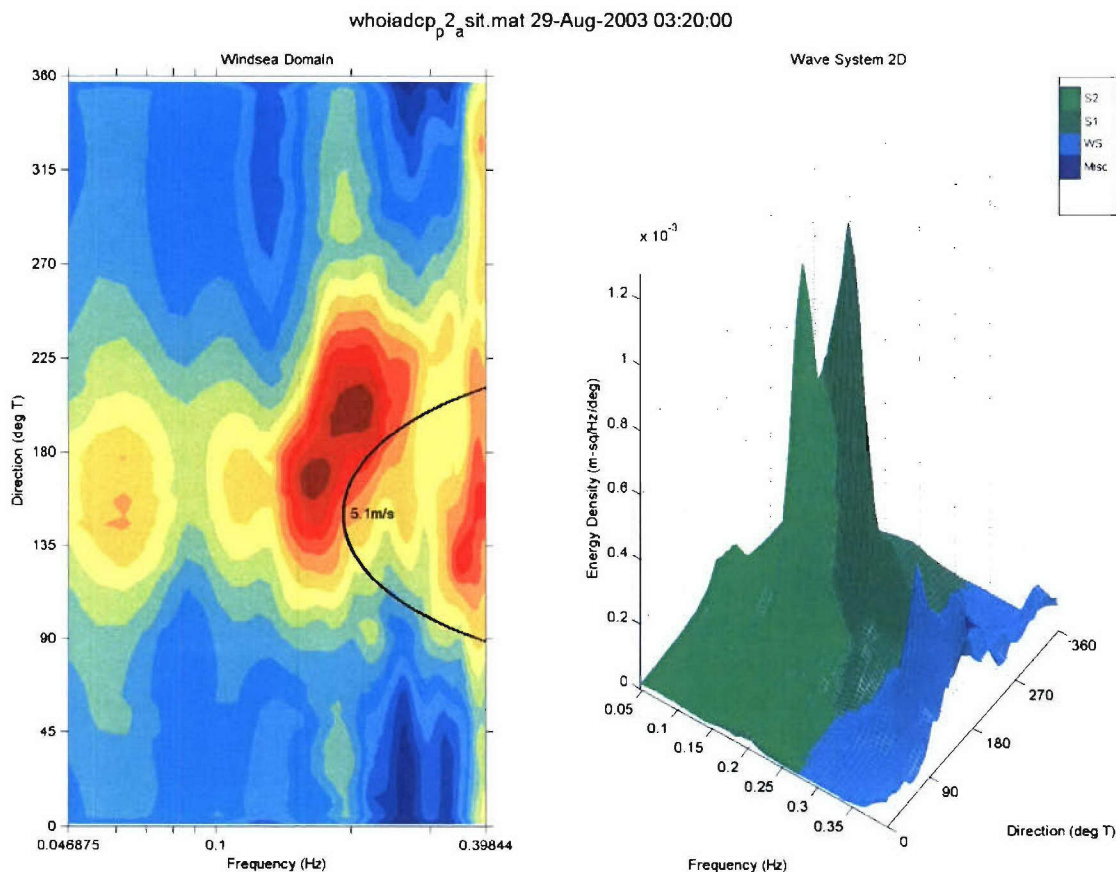 whoiadcp_p2_asit.mat 29-Aug-2003 03:20:00
Windsea Domain
360
315
270
225
180
135
90
45
0
Direction (deg T)
5.1m/s
0.046875
0.1
0.39844
Frequency (Hz)
Wave System 2D
S2
S1
WS
Misc
x 10^-3
1.2
1
0.8
0.6
0.4
0.2
0
Energy Density (m-sq/Hz/deg)
0.05
0.1
0.15
0.2
0.25
0.3
0.35
Frequency (Hz)
0
90
180
270
360
Direction (deg T)